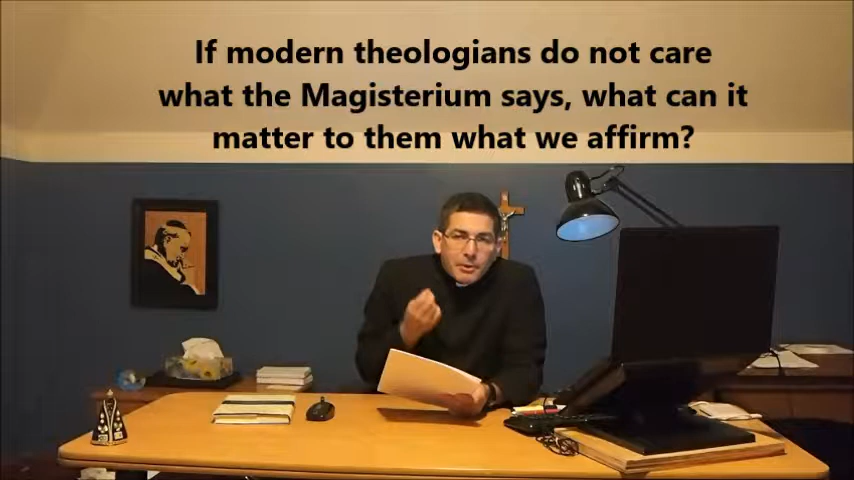 If modern theologians do not care
what the Magisterium says, what can it
matter to them what we affirm?